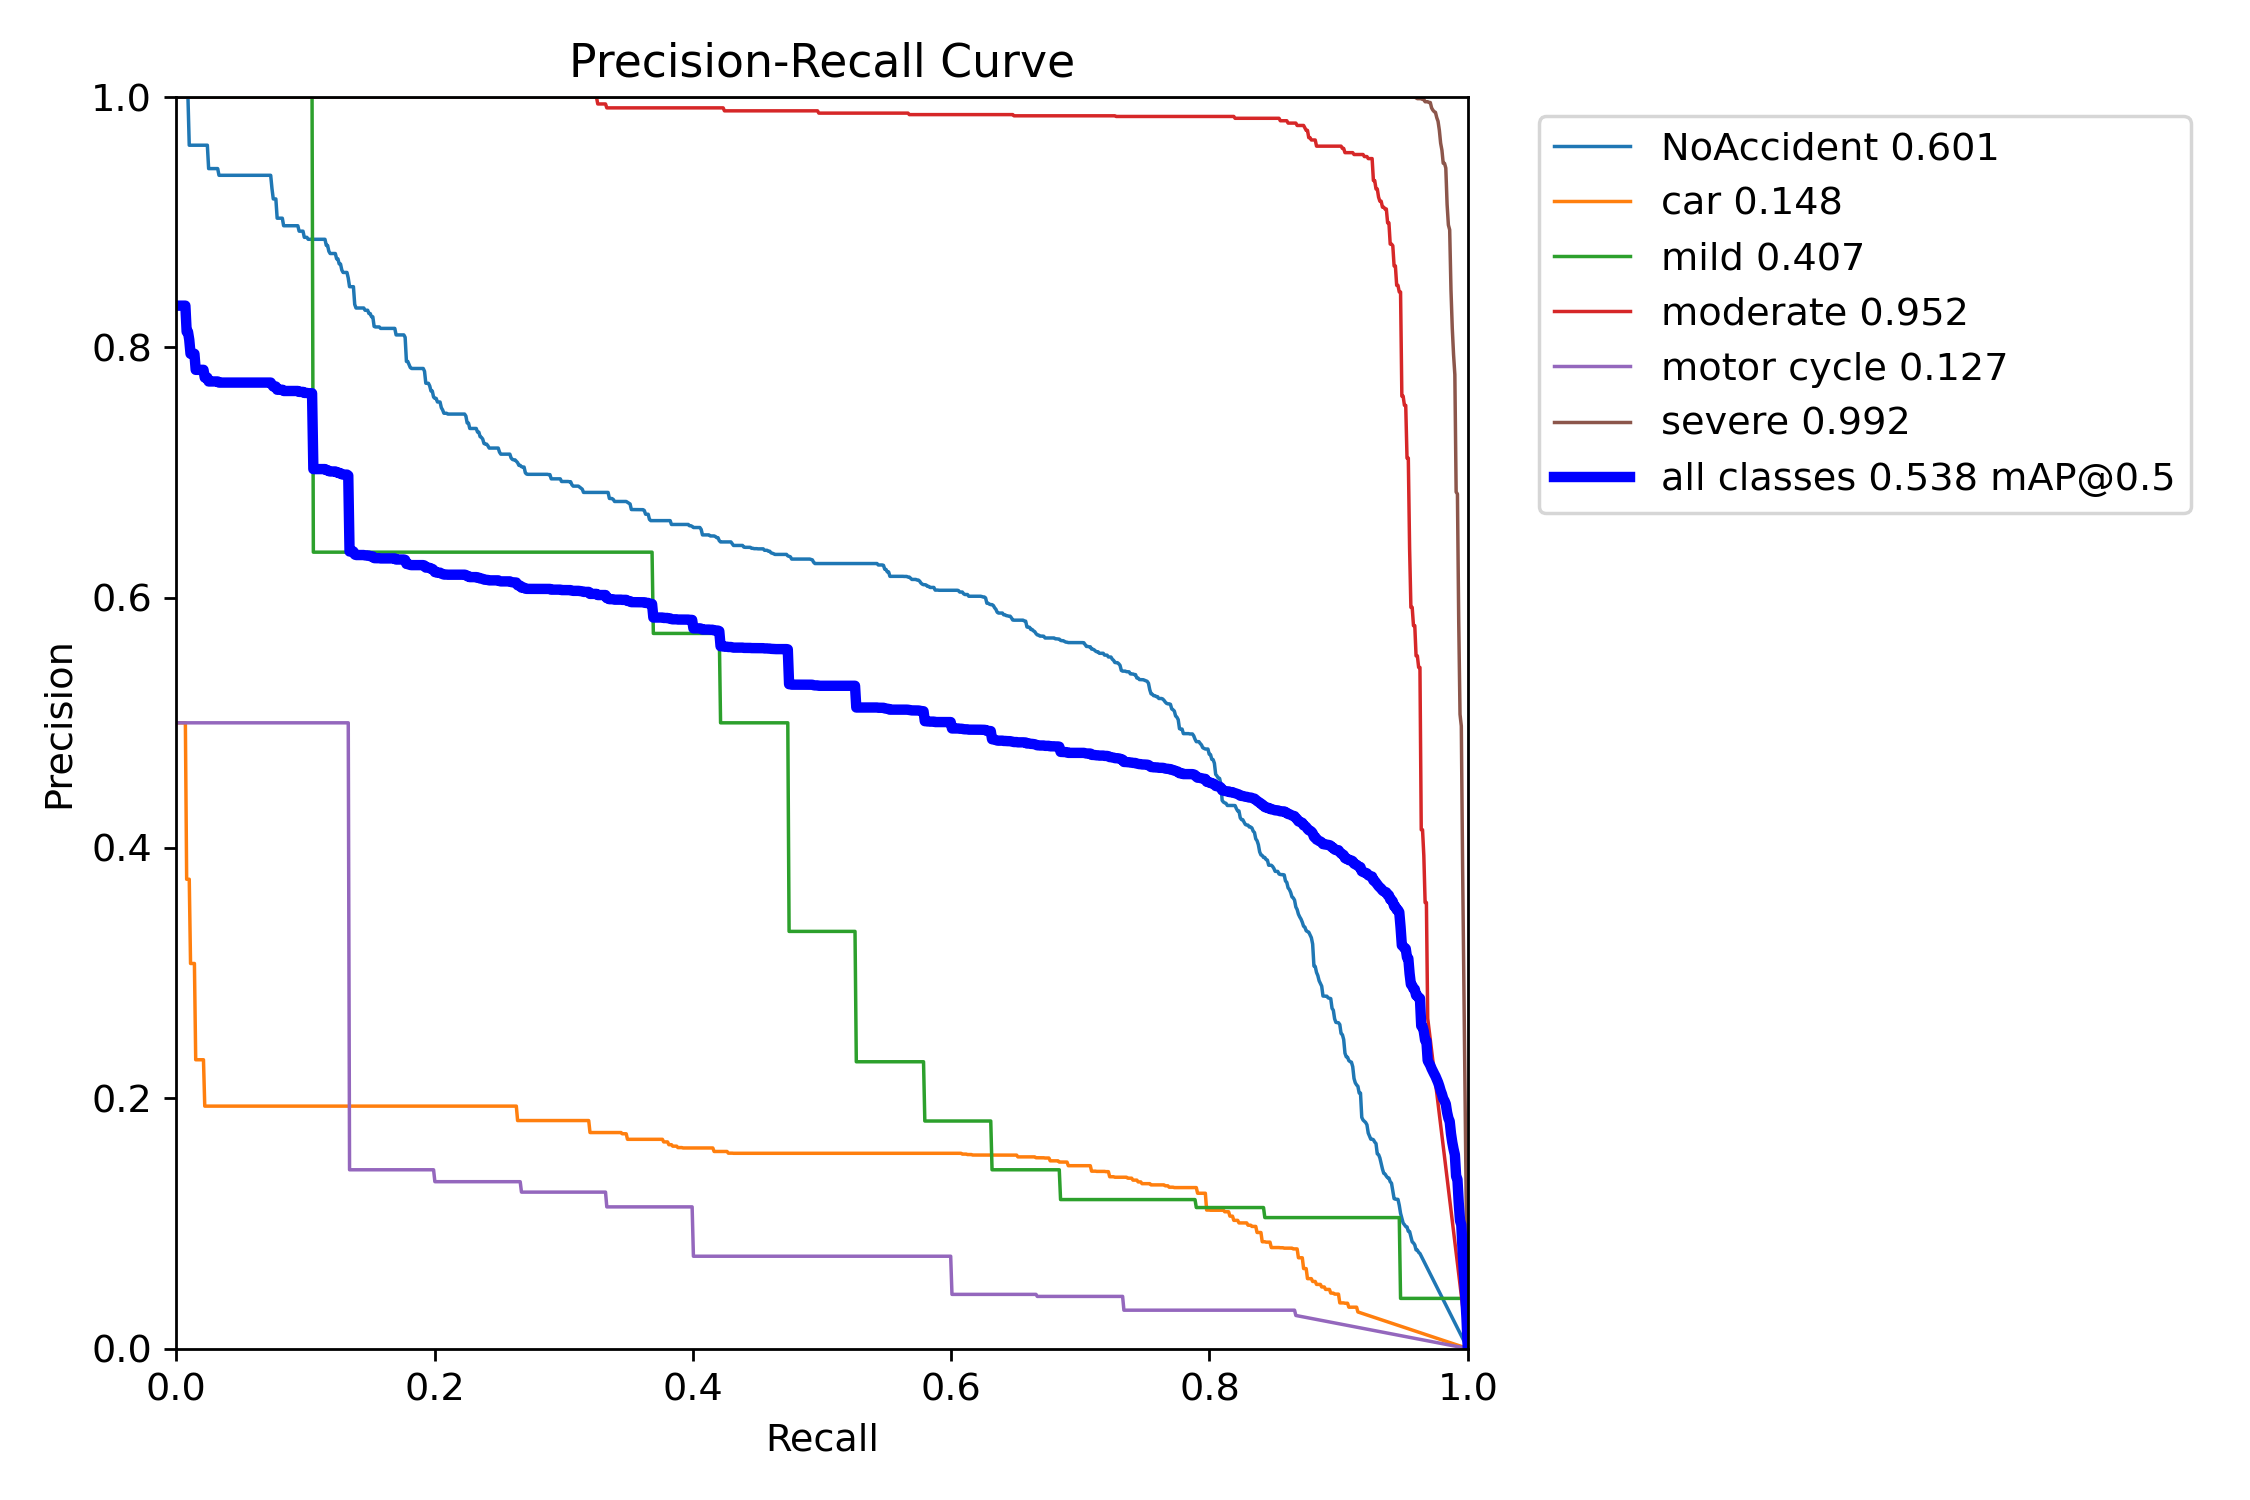 Precision-Recall Curve
1.0
0.8
0.6
0.4
0.2
0.0
Precision
0.0 0.2 0.4 0.6 0.8 1.0
Recall
NoAccident 0.601
car 0.148
mild 0.407
moderate 0.952
motor cycle 0.127
severe 0.992
all classes 0.538 mAP@0.5